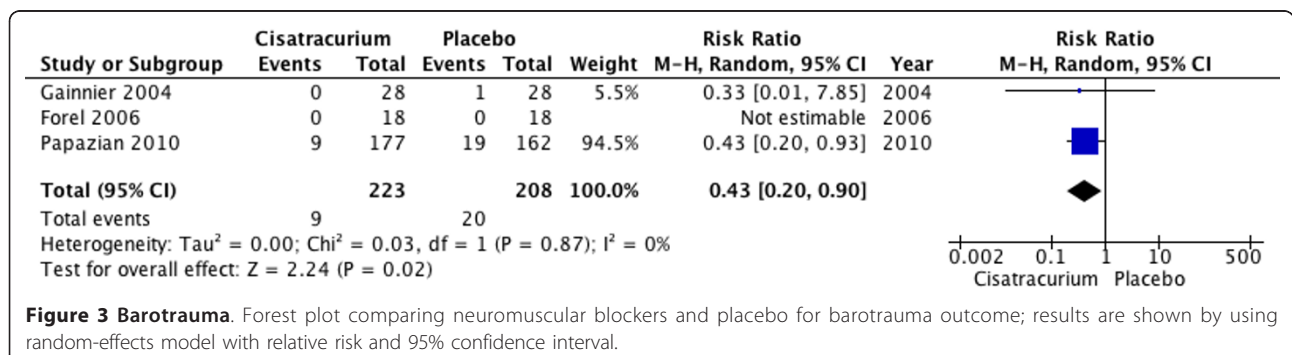 Cisatracurium Placebo Risk Ratio Risk Ratio
Study or Subgroup Events Total Events Total Weight M-H, Random, 95% CI Year M-H, Random, 95% CI
Gainnier 2004 0 28 1 28 5.5% 0.33 [0.01, 7.85] 2004
Forel 2006 0 18 0 18 Not estimable 2006
Papazian 2010 9 177 19 162 94.5% 0.43 [0.20, 0.93] 2010
Total (95% CI) 223 208 100.0% 0.43 [0.20, 0.90]
Total events 9 20
Heterogeneity: Tau² = 0.00; Chi² = 0.03, df = 1 (P = 0.87); I² = 0%
Test for overall effect: Z = 2.24 (P = 0.02)
0.002 0.1 1 10 500
Cisatracurium Placebo
Figure 3 Barotrauma. Forest plot comparing neuromuscular blockers and placebo for barotrauma outcome; results are shown by using
random-effects model with relative risk and 95% confidence interval.